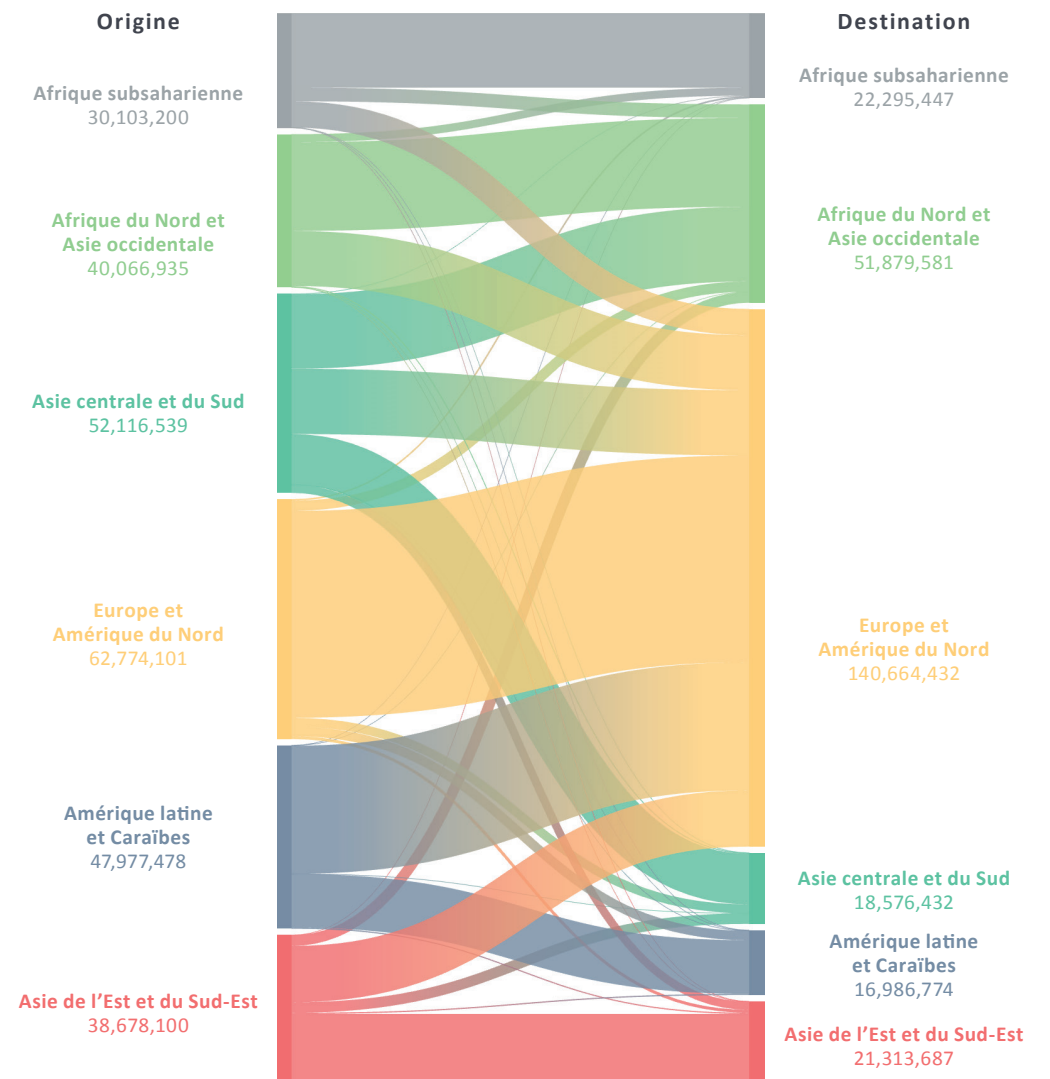 Origine
Afrique subsaharienne
30,103,200
Afrique du Nord et
Asie occidentale
40,066,935
Asie centrale et du Sud
52,116,539
Europe et
Amérique du Nord
62,774,101
Amérique latine
et Caraïbes
47,977,478
Asie de l’Est et du Sud-Est
38,678,100
Destination
Afrique subsaharienne
22,295,447
Afrique du Nord et
Asie occidentale
51,879,581
Europe et
Amérique du Nord
140,664,432
Asie centrale et du Sud
18,576,432
Amérique latine
et Caraïbes
16,986,774
Asie de l’Est et du Sud-Est
21,313,687